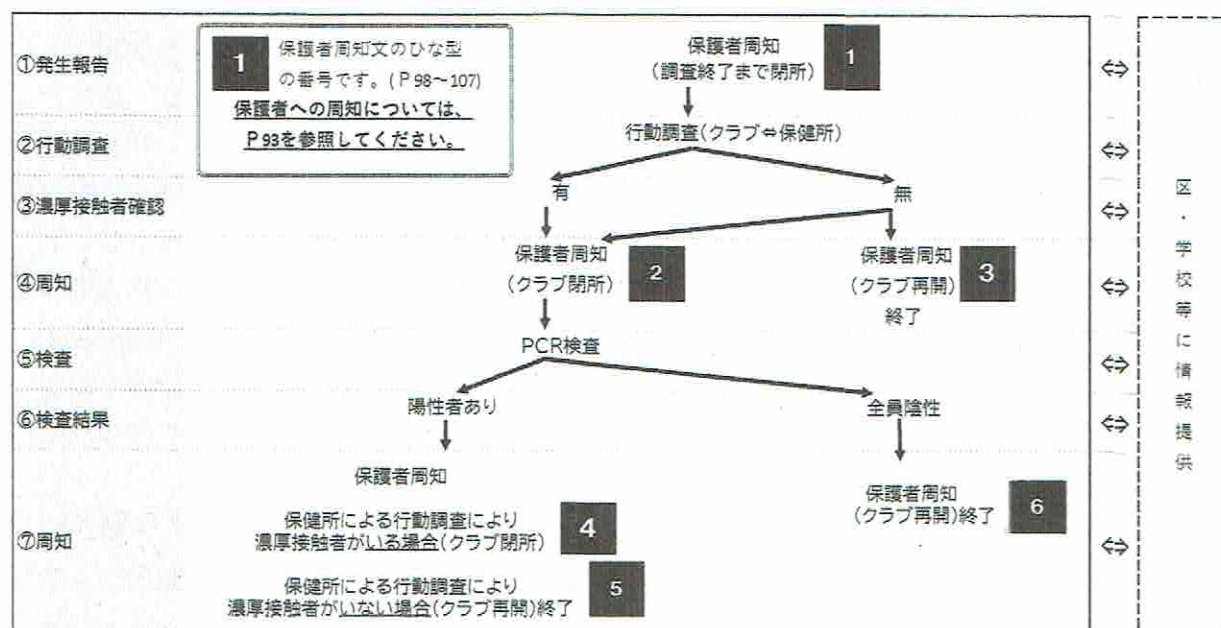 ①発生報告
1
保護者周知文のひな型
の番号です。(P98～107)
保護者への周知については、
P93を参照してください。
保護者周知
(調査終了まで閉所)
1
⇔
②行動調査
行動調査(クラブ⇔保健所)
⇔
③濃厚接触者確認
有
無
⇔
④周知
保護者周知
(クラブ閉所)
2
保護者周知
(クラブ再開)
終了
3
⇔
⑤検査
PCR検査
⇔
⑥検査結果
陽性者あり
全員陰性
⇔
⑦周知
保護者周知
保健所による行動調査により
濃厚接触者がいる場合(クラブ閉所)
4
保健所による行動調査により
濃厚接触者がいない場合(クラブ再開)終了
5
保護者周知
(クラブ再開)終了
6
⇔
区・学校等に情報提供